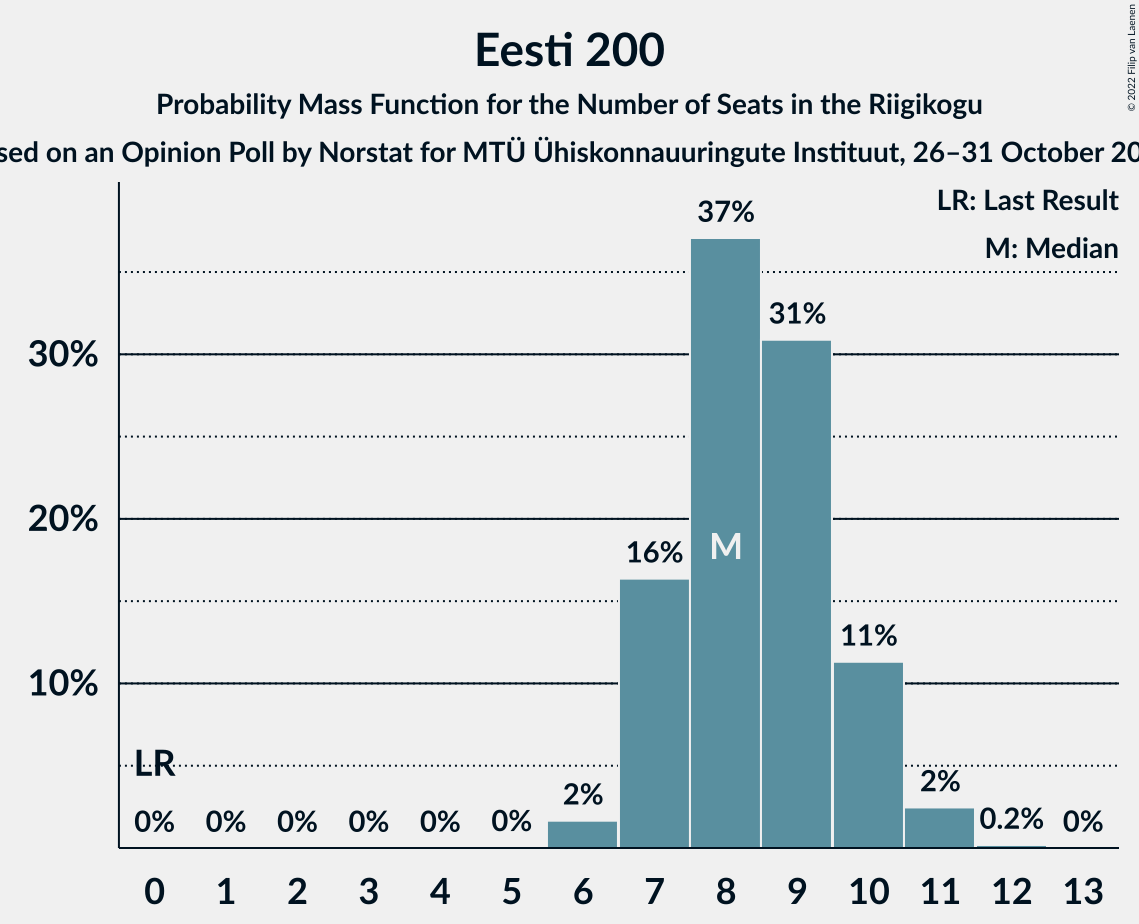 Eesti 200
Probability Mass Function for the Number of Seats in the Riigikogu
sed on an Opinion Poll by Norstat for MTÜ Ühiskonnauuringute Instituut, 26–31 October 20
© 2022 Filip van Laenen
LR: Last Result
M: Median
37%
31%
30%
20%
16%
M
11%
10%
LR
0% 0% 0% 0% 0% 0% 2% 2% 0.2% 0%
0 1 2 3 4 5 6 7 8 9 10 11 12 13